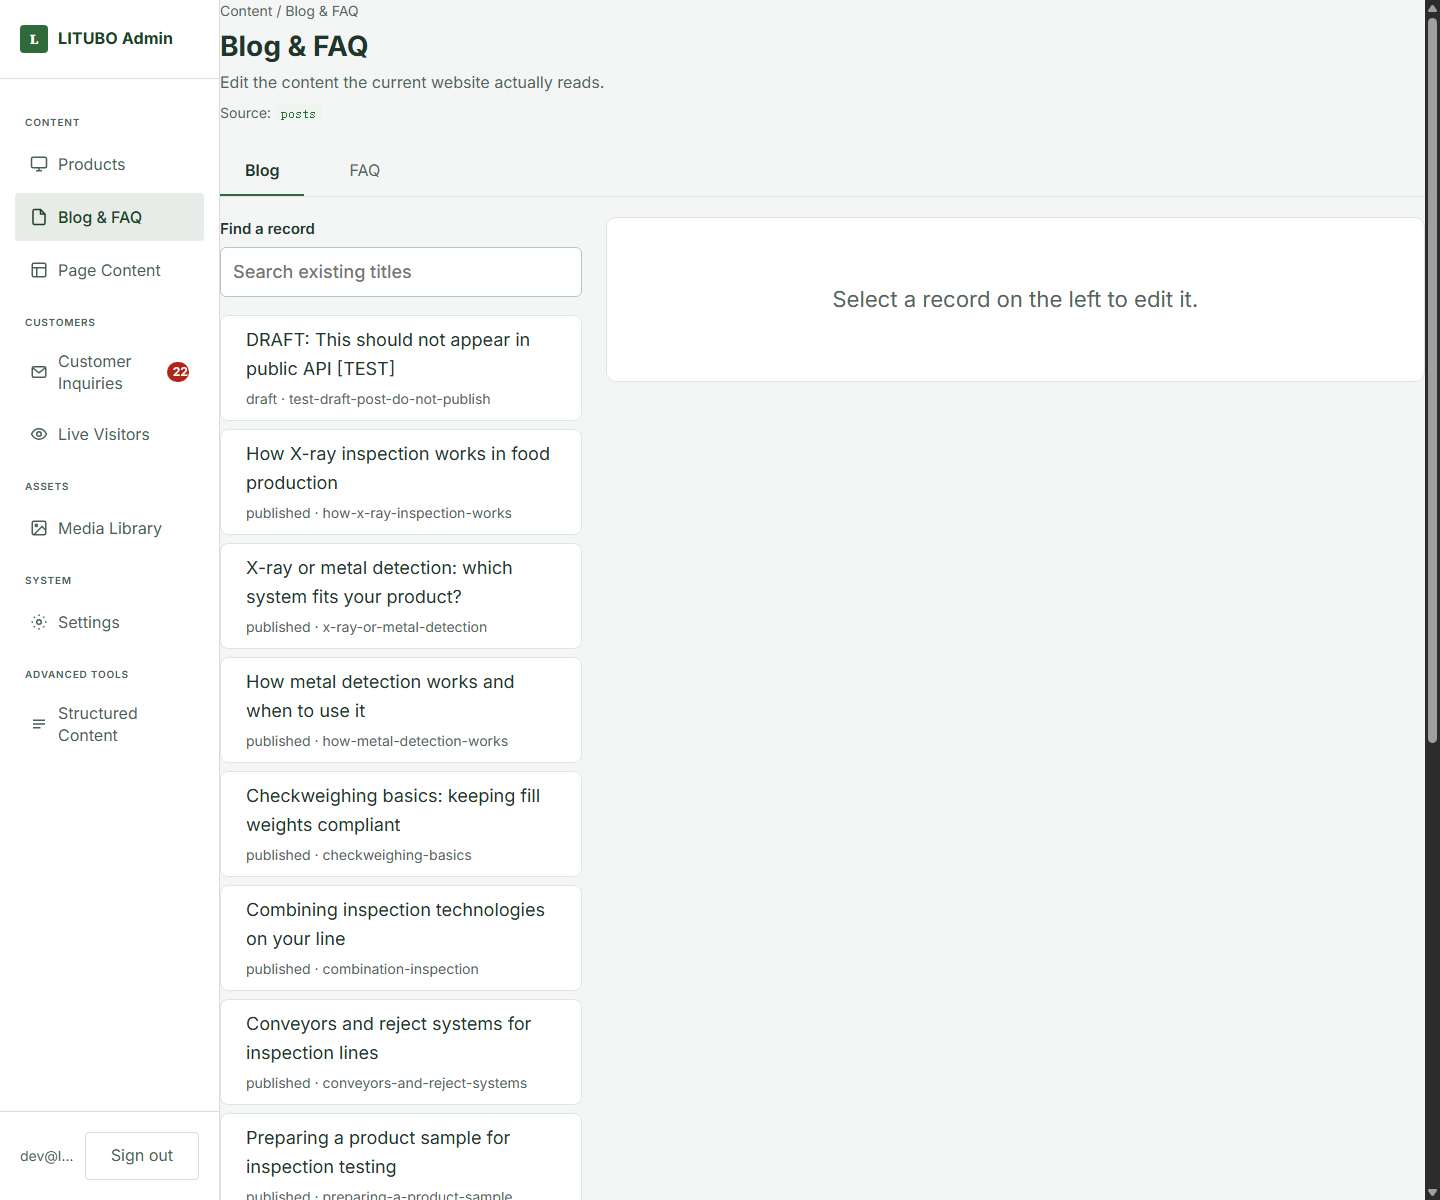 L LITUBO Admin
CONTENT
Products
Blog & FAQ
Page Content
CUSTOMERS
Customer
Inquiries
22
Live Visitors
ASSETS
Media Library
SYSTEM
Settings
ADVANCED TOOLS
Structured
Content
dev@l...
Sign out
Content / Blog & FAQ
Blog & FAQ
Edit the content the current website actually reads.
Source: posts
Blog
FAQ
Find a record
Search existing titles
DRAFT: This should not appear in
public API [TEST]
draft · test-draft-post-do-not-publish
How X-ray inspection works in food
production
published · how-x-ray-inspection-works
X-ray or metal detection: which
system fits your product?
published · x-ray-or-metal-detection
How metal detection works and
when to use it
published · how-metal-detection-works
Checkweighing basics: keeping fill
weights compliant
published · checkweighing-basics
Combining inspection technologies
on your line
published · combination-inspection
Conveyors and reject systems for
inspection lines
published · conveyors-and-reject-systems
Preparing a product sample for
inspection testing
published · preparing-a-product-sample
Select a record on the left to edit it.